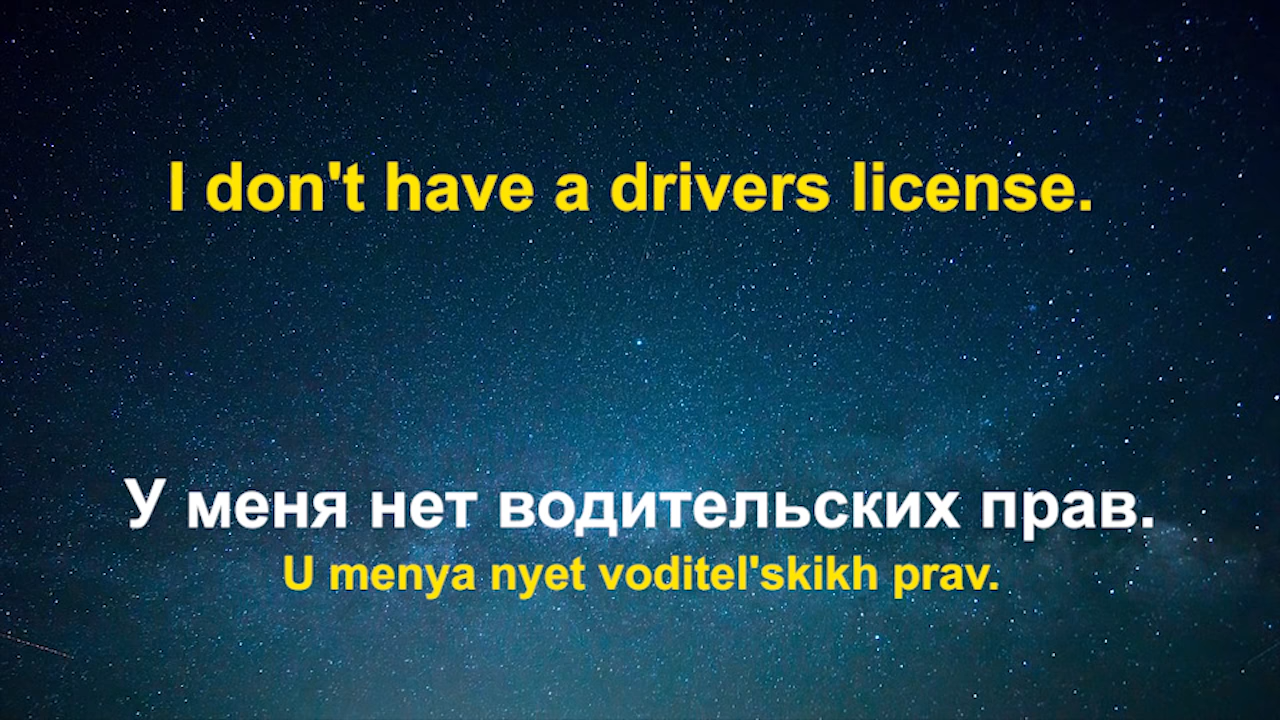 I don't have a drivers license.
У меня нет водительских прав.
U menya nyet voditel'skikh prav.